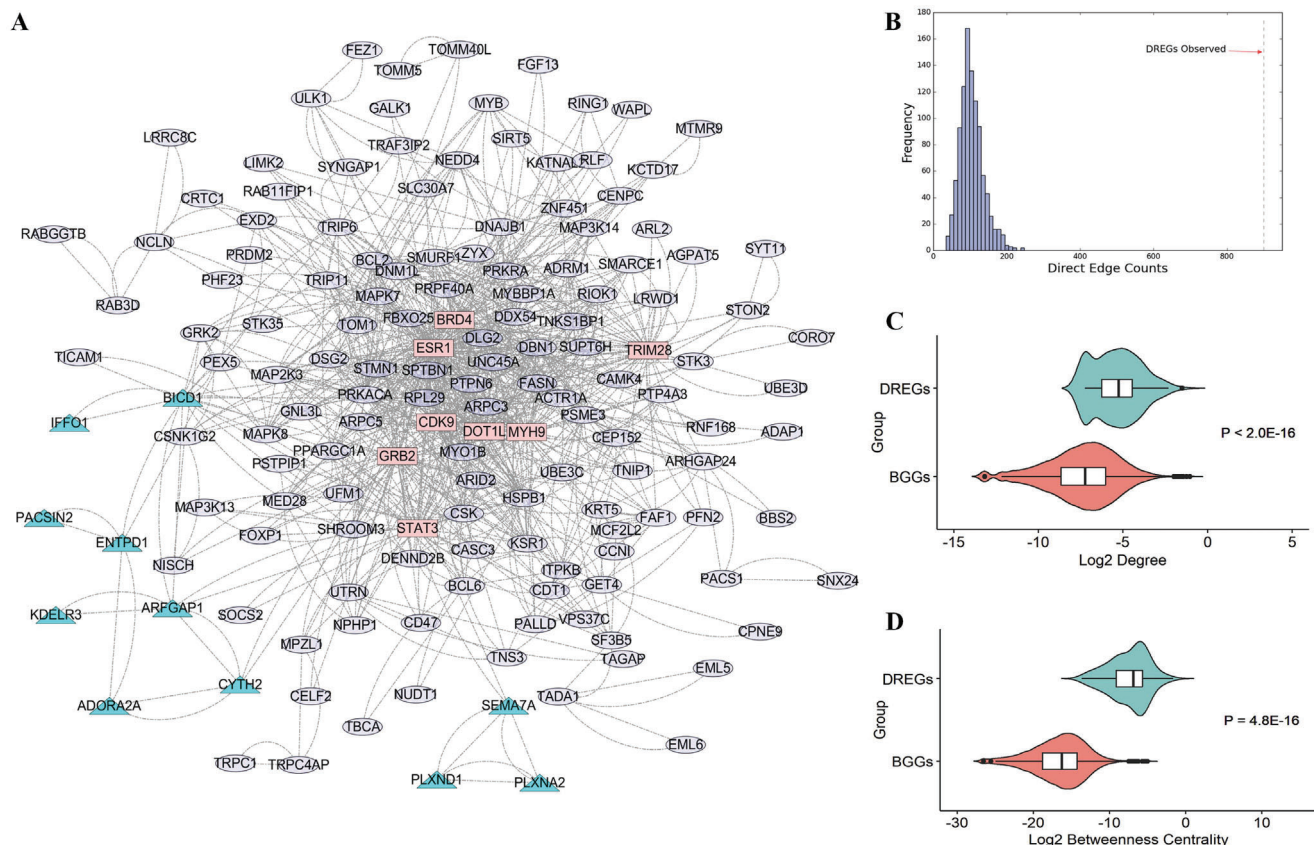 A
FEZ1
TOMM40L
TOMM5
FGF13
ULK1
GALK1
MYB
RING1
WAPL
LRRC8C
TRAF3IP2
SIRT5
MTMR9
LIMK2
SYNGAP1
NEDD4
RLF
KCTD17
RAB11FIP1
SLC30A7
CENPC
CRTC1
ZNF451
EXD2
TRIP6
DNAJB1
MAP3K14
ARL2
RABGGTB
NCLN
PRDM2
BCL2
SMURF1
ZYX
AGPAT5
SYT11
DNM1L
PRKRA
ADRM1
SMARCE1
PHF23
TRIP11
PRPF40A
RAB3D
MAPK7
MYBBP1A
RIOK1
LRWD1
STON2
GRK2
STK35
TOM1
FBXO25
BRD4
DDX54
TNKS1BP1
CORO7
DLG2
TICAM1
PEX5
DSG2
ESR1
DBN1
SUPT6H
TRIM28
STK3
STMN1
SPTBN1
UNC45A
MAP2K3
PTPN6
FASN
CAMK4
UBE3D
BICD1
PRKACA
RPL29
ACTR1A
PTP4A3
IFFO1
GNL3L
ARPC5
ARPC3
PSME3
RNF168
ADAP1
CSNK1G2
MAPK8
CDK9
DOT1L
MYH9
CEP152
PPARGC1A
MYO1B
ARHGAP24
PSTPIP1
GRB2
UBE3C
TNIP1
MAP3K13
MED28
UFM1
ARID2
HSPB1
PACSIN2
KRT5
FAF1
PFN2
BBS2
ENTPD1
FOXP1
SHROOM3
STAT3
CSK
MCF2L2
KSR1
CCNI
NISCH
DENND2B
CASC3
ITPKB
PACS1
SNX24
BCL6
CDT1
GET4
KDELR3
ARFGAP1
SOCS2
UTRN
NPHP1
CD47
PALLD
VPS37C
CPNE9
MPZL1
SF3B5
TNS3
TAGAP
CYTH2
CELF2
NUDT1
EML5
ADORA2A
SEMA7A
TADA1
TBCA
TRPC1
TRPC4AP
EML6
PLXND1
PLXNA2
B
180
160
140
120
100
80
60
40
20
0
Frequency
DREGs Observed
0
200
400
600
800
Direct Edge Counts
C
DREGs
Group
P < 2.0E-16
BGGs
-15
-10
-5
0
5
Log2 Degree
D
DREGs
Group
P = 4.8E-16
BGGs
-30
-20
-10
0
10
Log2 Betweenness Centrality